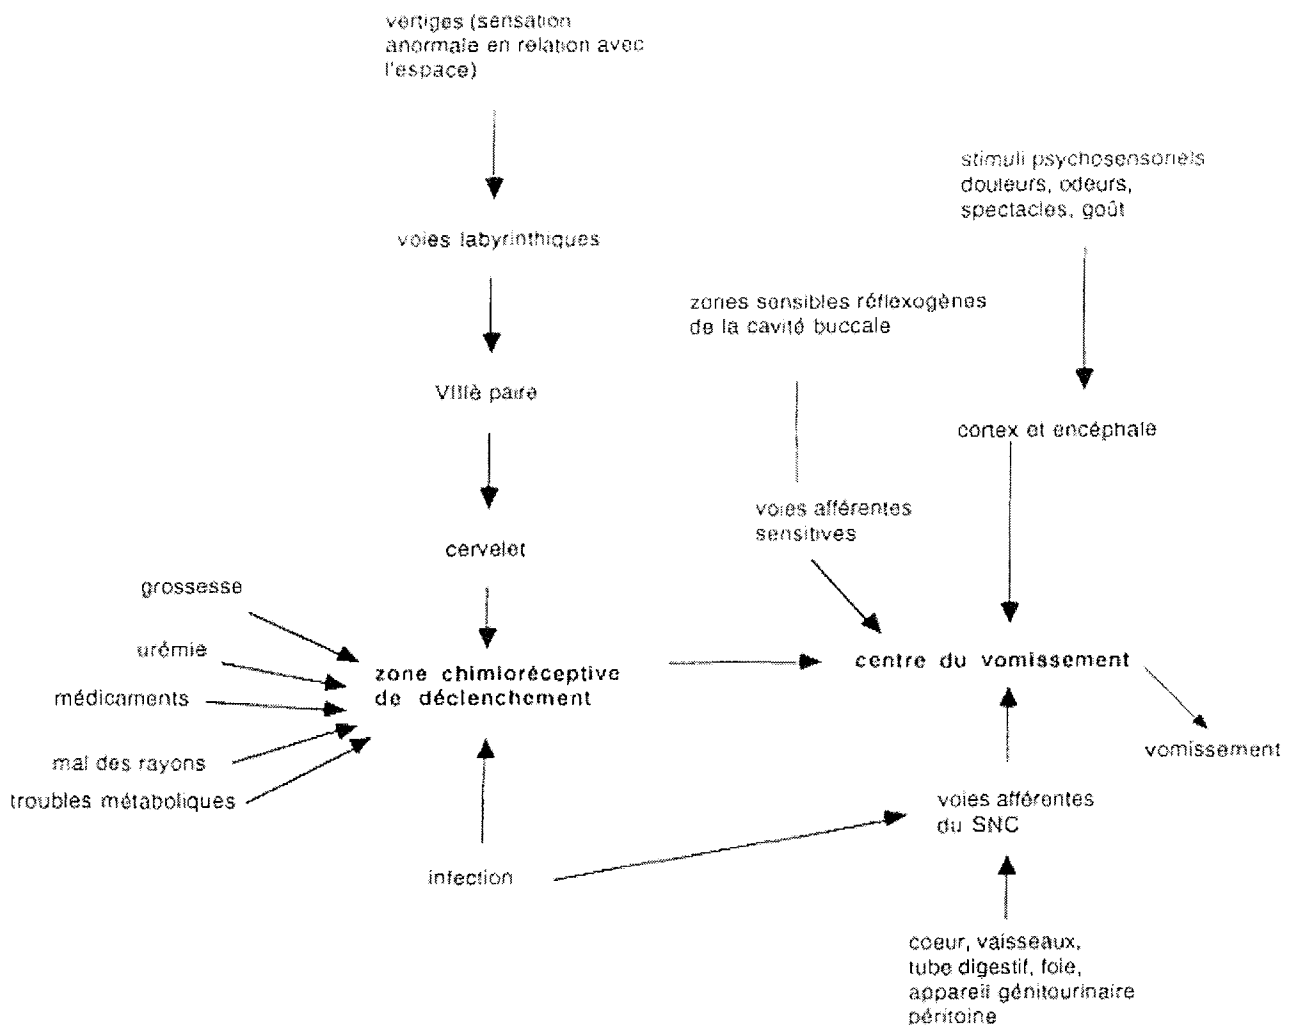 vertiges (sensation
anormale en relation avec
l'espace)
stimuli psychosensoriels
douleurs, odeurs,
spectacles, goût
voies labyrinthiques
zones sensibles réflexogènes
de la cavité buccale
VIIIè paire
cortex et encéphale
voies afférentes
sensitives
cervelet
grossesse
urémie
zone chimioréceptive
de déclenchement
centre du vomissement
médicaments
mal des rayons
vomissement
troubles métaboliques
voies afférentes
du SNC
infection
coeur, vaisseaux,
tube digestif, foie,
appareil génitourinaire
péritoine